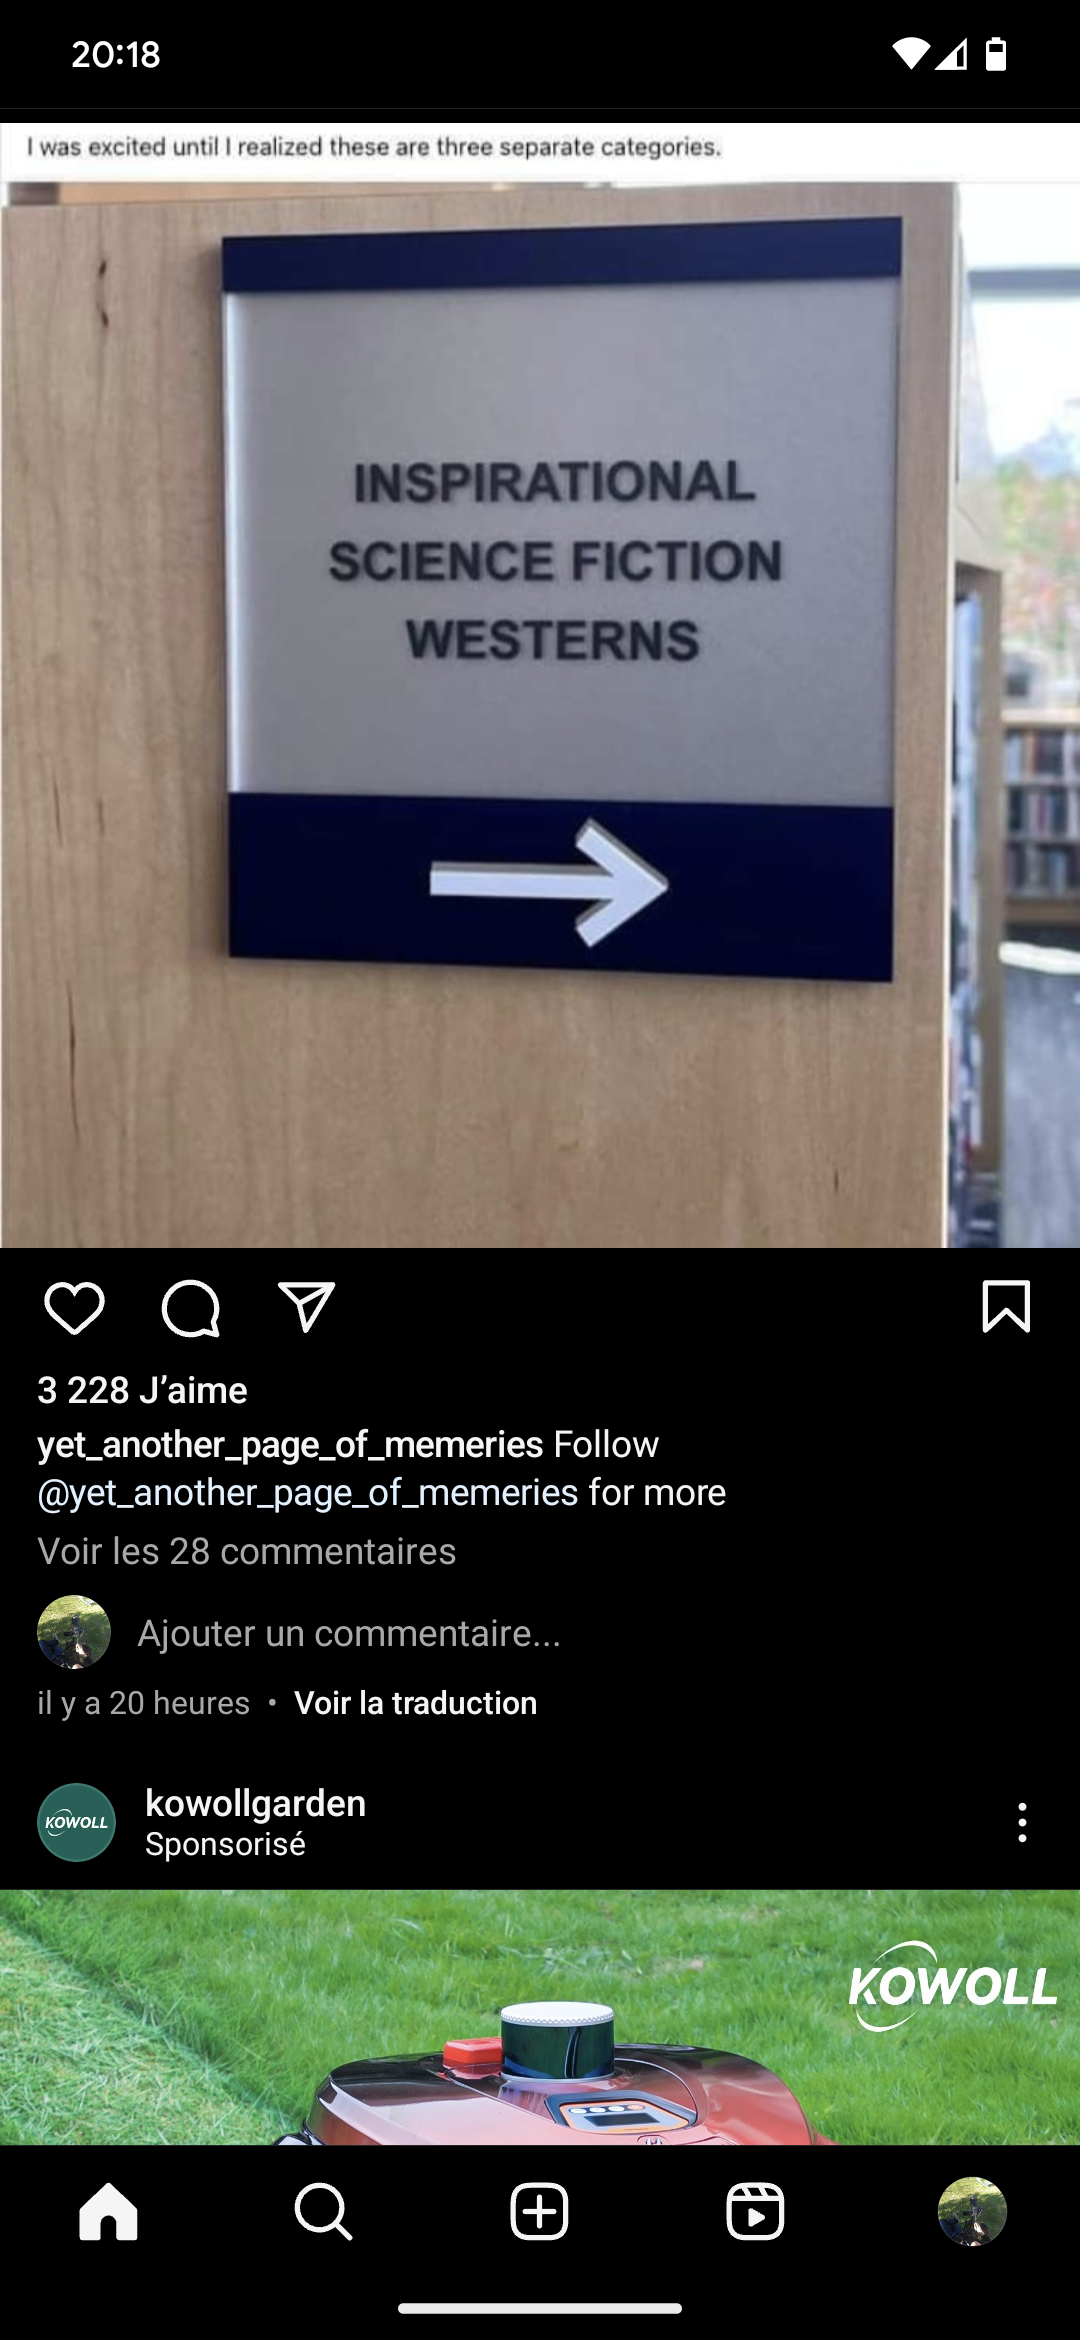 20:18
I was excited until I realized these are three separate categories.
INSPIRATIONAL
SCIENCE FICTION
WESTERNS
3 228 J’aime
yet_another_page_of_memeries Follow
@yet_another_page_of_memeries for more
Voir les 28 commentaires
Ajouter un commentaire...
il y a 20 heures • Voir la traduction
KOWOLL
kowollgarden
Sponsorisé
KOWOLL